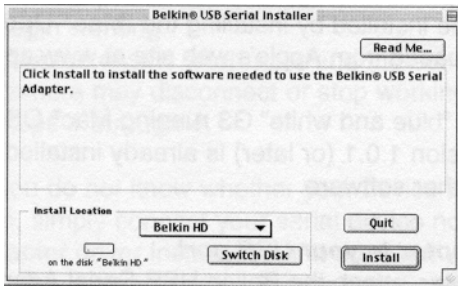 Belkin® USB Serial Installer
Read Me...
Click Install to install the software needed to use the Belkin® USB Serial
Adapter.
Install Location
Belkin HD
Quit
on the disk "Belkin HD"
Switch Disk
Install